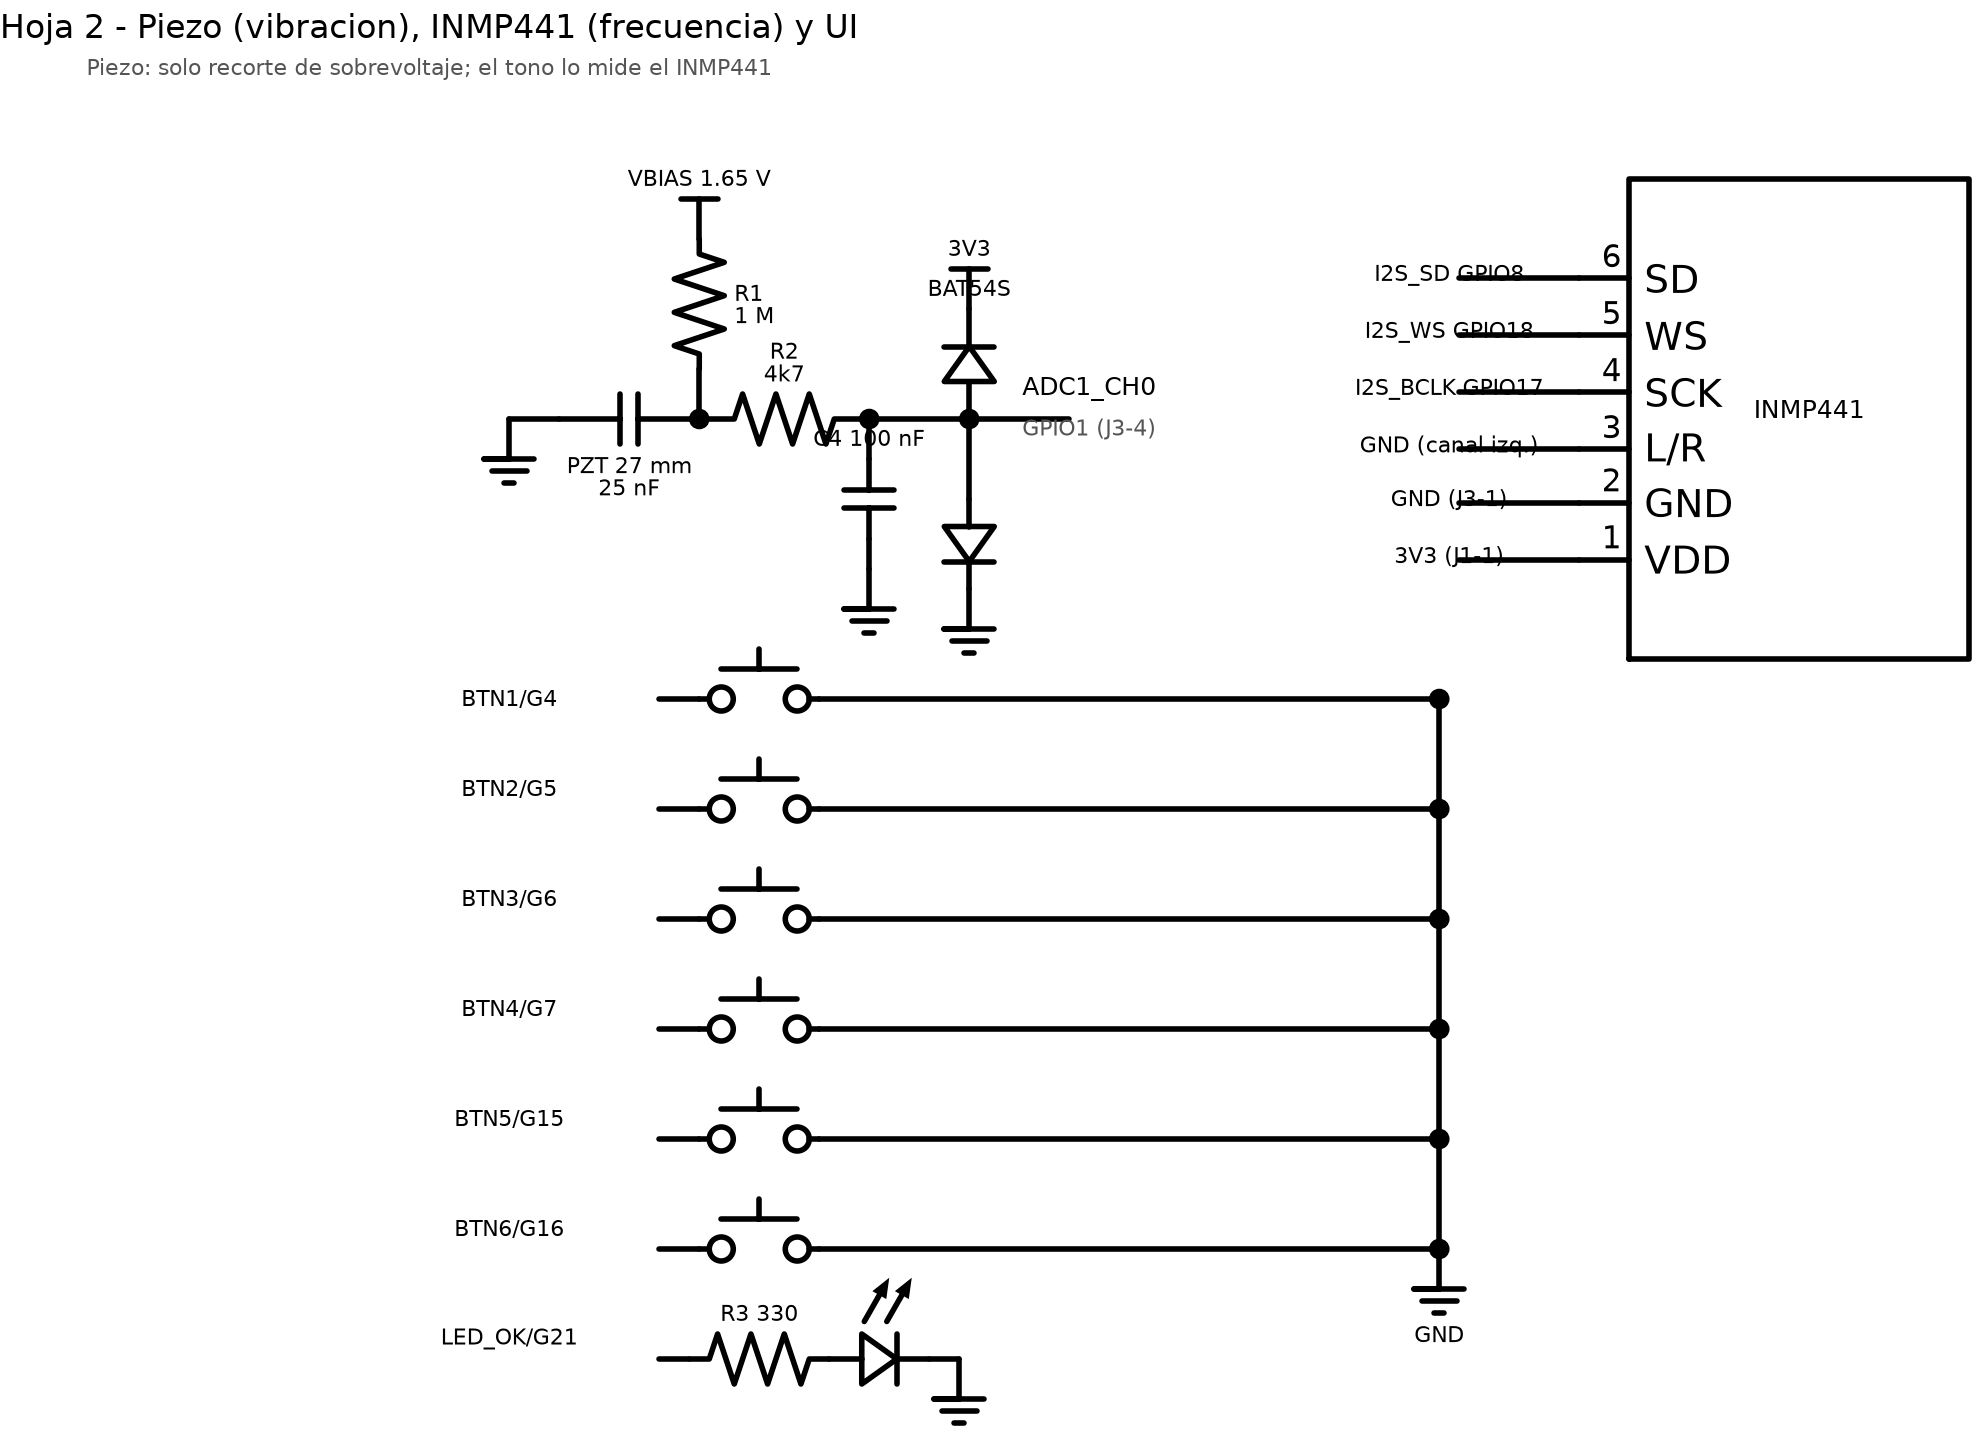 Hoja 2 - Piezo (vibracion), INMP441 (frecuencia) y UI
Piezo: solo recorte de sobrevoltaje; el tono lo mide el INMP441
VBIAS 1.65 V
R1
1 M
R2
4k7
3V3
BAT54S
ADC1_CH0
GPIO1 (J3-4)
C4 100 nF
PZT 27 mm
25 nF
I2S_SD GPIO8
6
SD
I2S_WS GPIO18
5
WS
I2S_BCLK GPIO17
4
SCK
INMP441
GND (canal izq.)
3
L/R
GND (J3-1)
2
GND
3V3 (J1-1)
1
VDD
BTN1/G4
BTN2/G5
BTN3/G6
BTN4/G7
BTN5/G15
BTN6/G16
R3 330
LED_OK/G21
GND